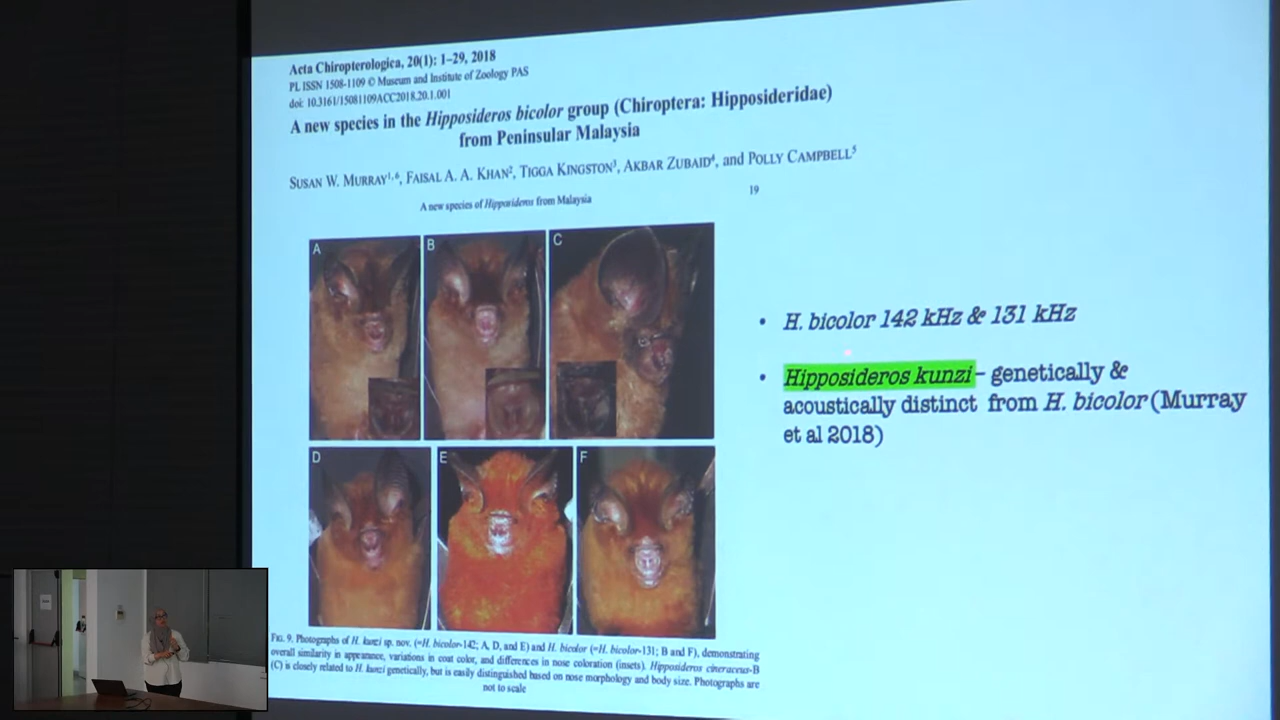 Acta Chiropterologica, 20(1): 1–29, 2018
PL ISSN 1508-1109 © Museum and Institute of Zoology PAS
doi: 10.3161/15081109ACC2018.20.1.001
A new species in the Hipposideros bicolor group (Chiroptera: Hipposideridae)
from Peninsular Malaysia
SUSAN W. MURRAY1,6, FAISAL A. A. KHAN2, TIGGA KINGSTON3, AKBAR ZUBAID4, and POLLY CAMPBELL5
19
A new species of Hipposideros from Malaysia
A
B
C
D
E
F
• H. bicolor 142 kHz & 131 kHz
• Hipposideros kunzi – genetically &
acoustically distinct from H. bicolor (Murray
et al 2018)
FIG. 9. Photographs of H. kunzi sp. nov. (=H. bicolor-142; A, D, and E) and H. bicolor (=H. bicolor-131; B and F), demonstrating
overall similarity in appearance, variations in coat color, and differences in nose coloration (insets). Hipposideros cineraceus-B
(C) is closely related to H. kunzi genetically, but is easily distinguished based on nose morphology and body size. Photographs are
not to scale